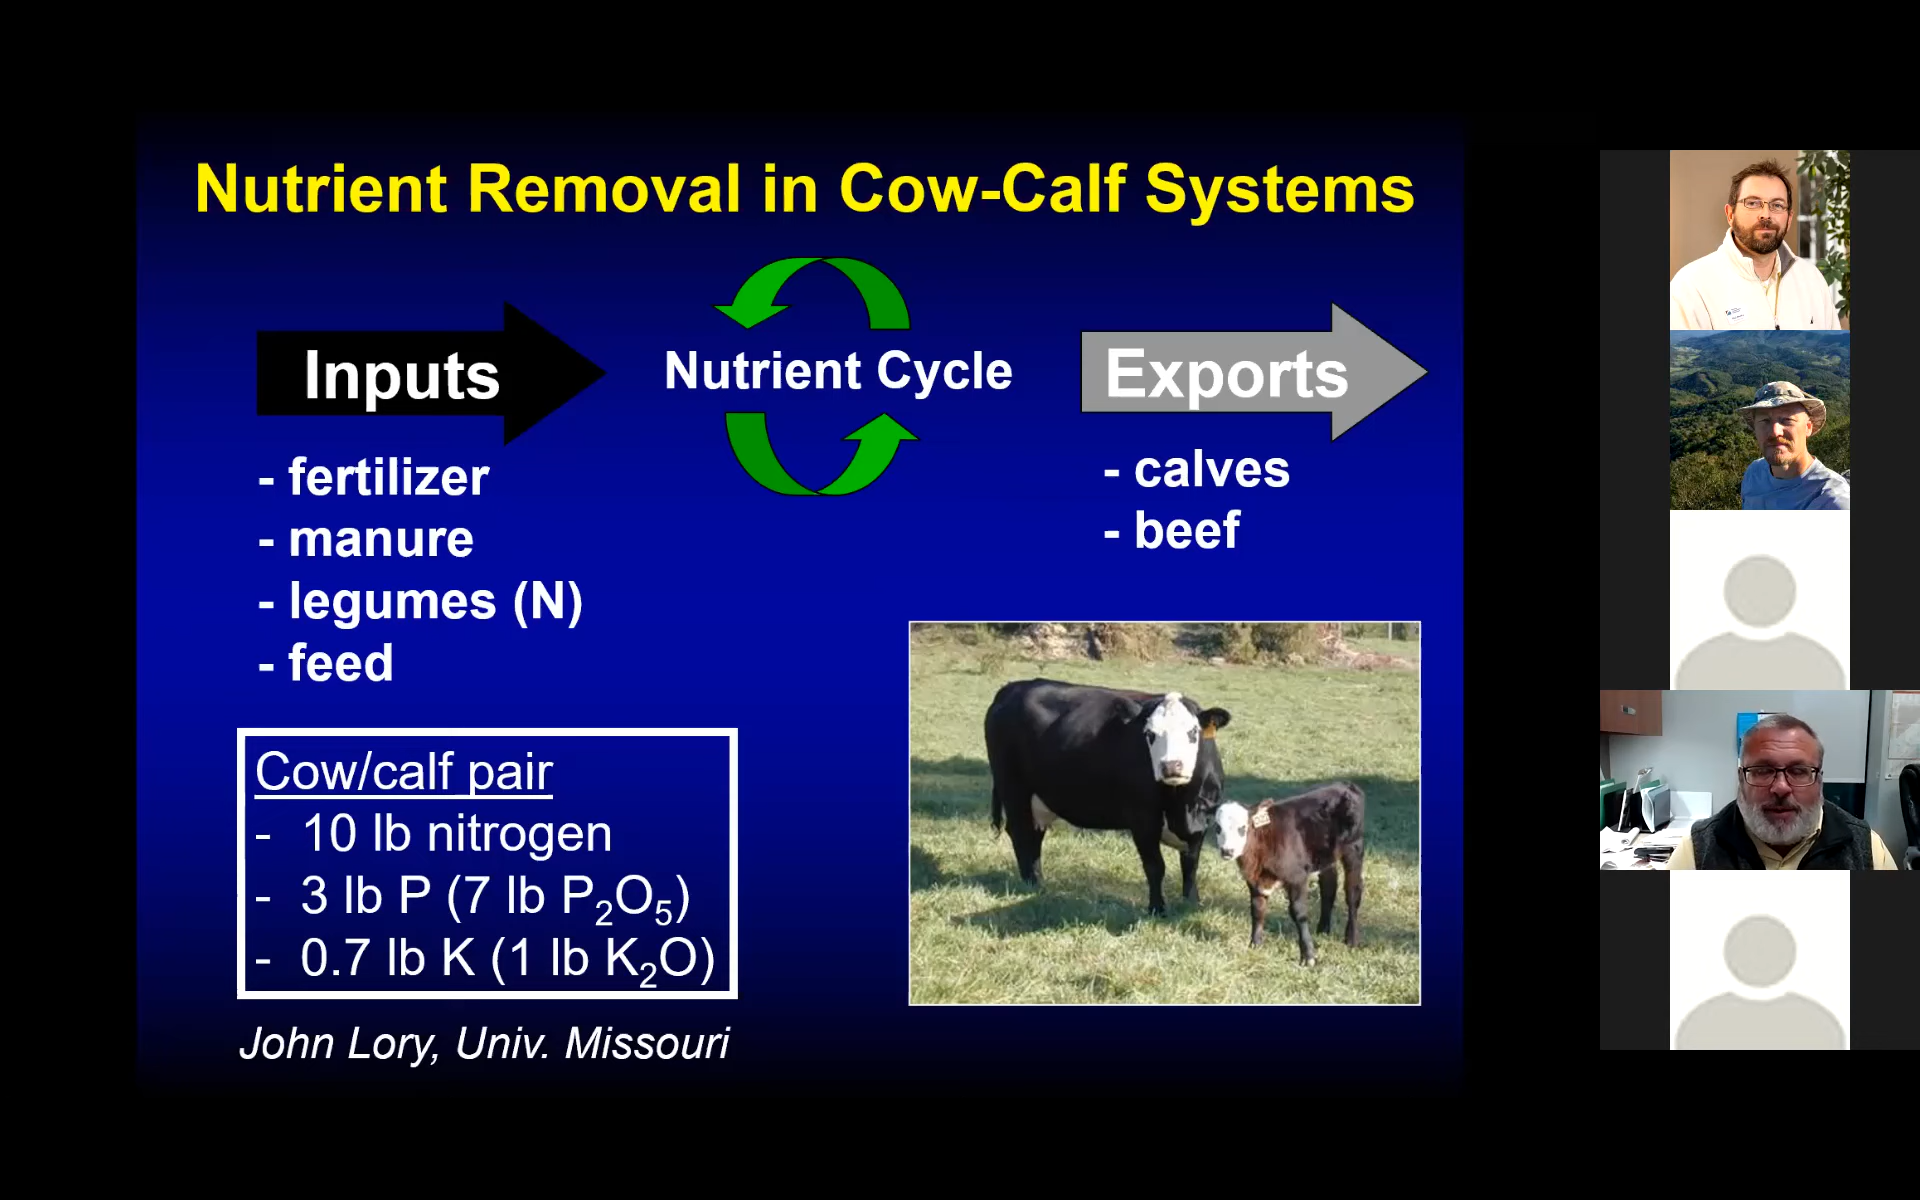 Nutrient Removal in Cow-Calf Systems
Inputs
- fertilizer
- manure
- legumes (N)
- feed
Nutrient Cycle
Exports
- calves
- beef
Cow/calf pair
- 10 lb nitrogen
- 3 lb P (7 lb P₂O₅)
- 0.7 lb K (1 lb K₂O)
John Lory, Univ. Missouri